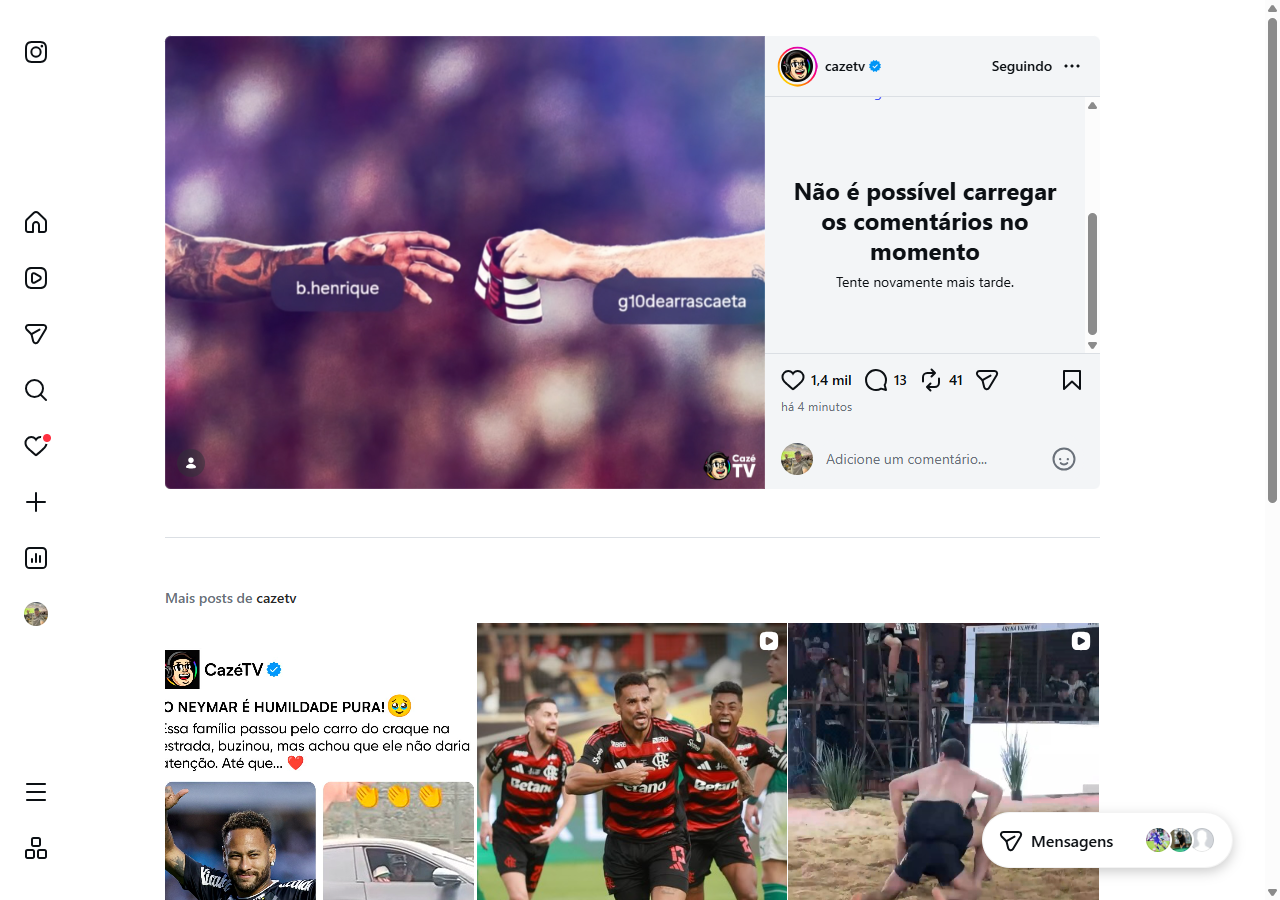 cazetv
Seguindo
b.henrique
g10dearrascaeta
Cazé
TV
Não é possível carregar
os comentários no
momento
Tente novamente mais tarde.
1,4 mil
13
41
há 4 minutos
Adicione um comentário...
Mais posts de cazetv
CazéTV
O NEYMAR É HUMILDADE PURA! 🥹
Essa família passou pelo carro do craque na
estrada, buzinou, mas achou que ele não daria
atenção. Até que... ❤️
👏👏👏
Betano
Betano
Betano
13
Mensagens